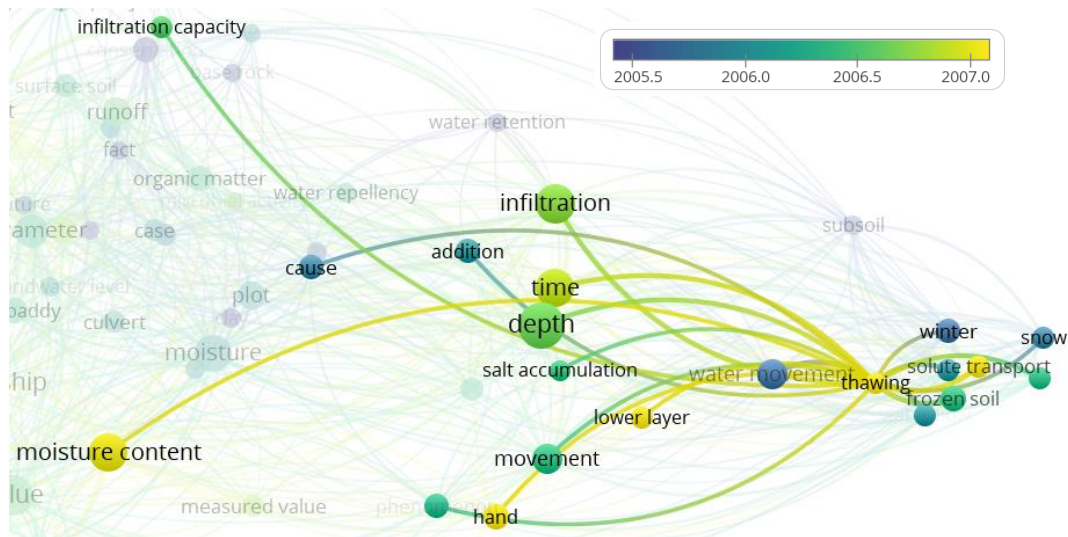 infiltration capacity
base rock
surface soil
runoff
fact
organic matter
water repellency
water retention
infiltration
subsoil
case
addition
cause
time
plot
depth
culvert
moisture
winter
snow
salt accumulation
water movement
thawing
solute transport
frozen soil
lower layer
moisture content
movement
measured value
hand
2005.5
2006.0
2006.5
2007.0